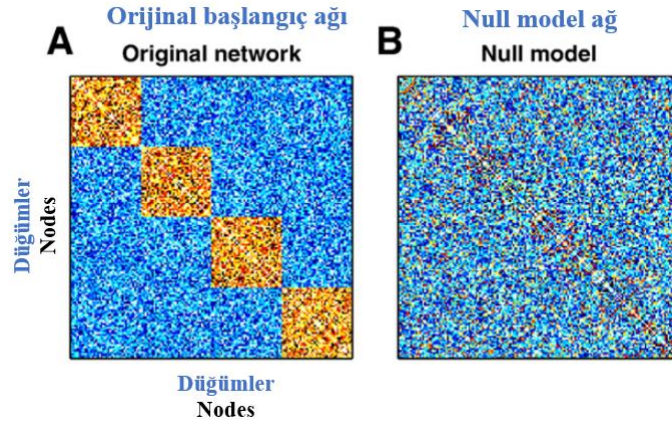 Orijinal başlangıç ağı
A Original network
Düğümler
Nodes
Düğümler
Nodes
Null model ağ
B Null model